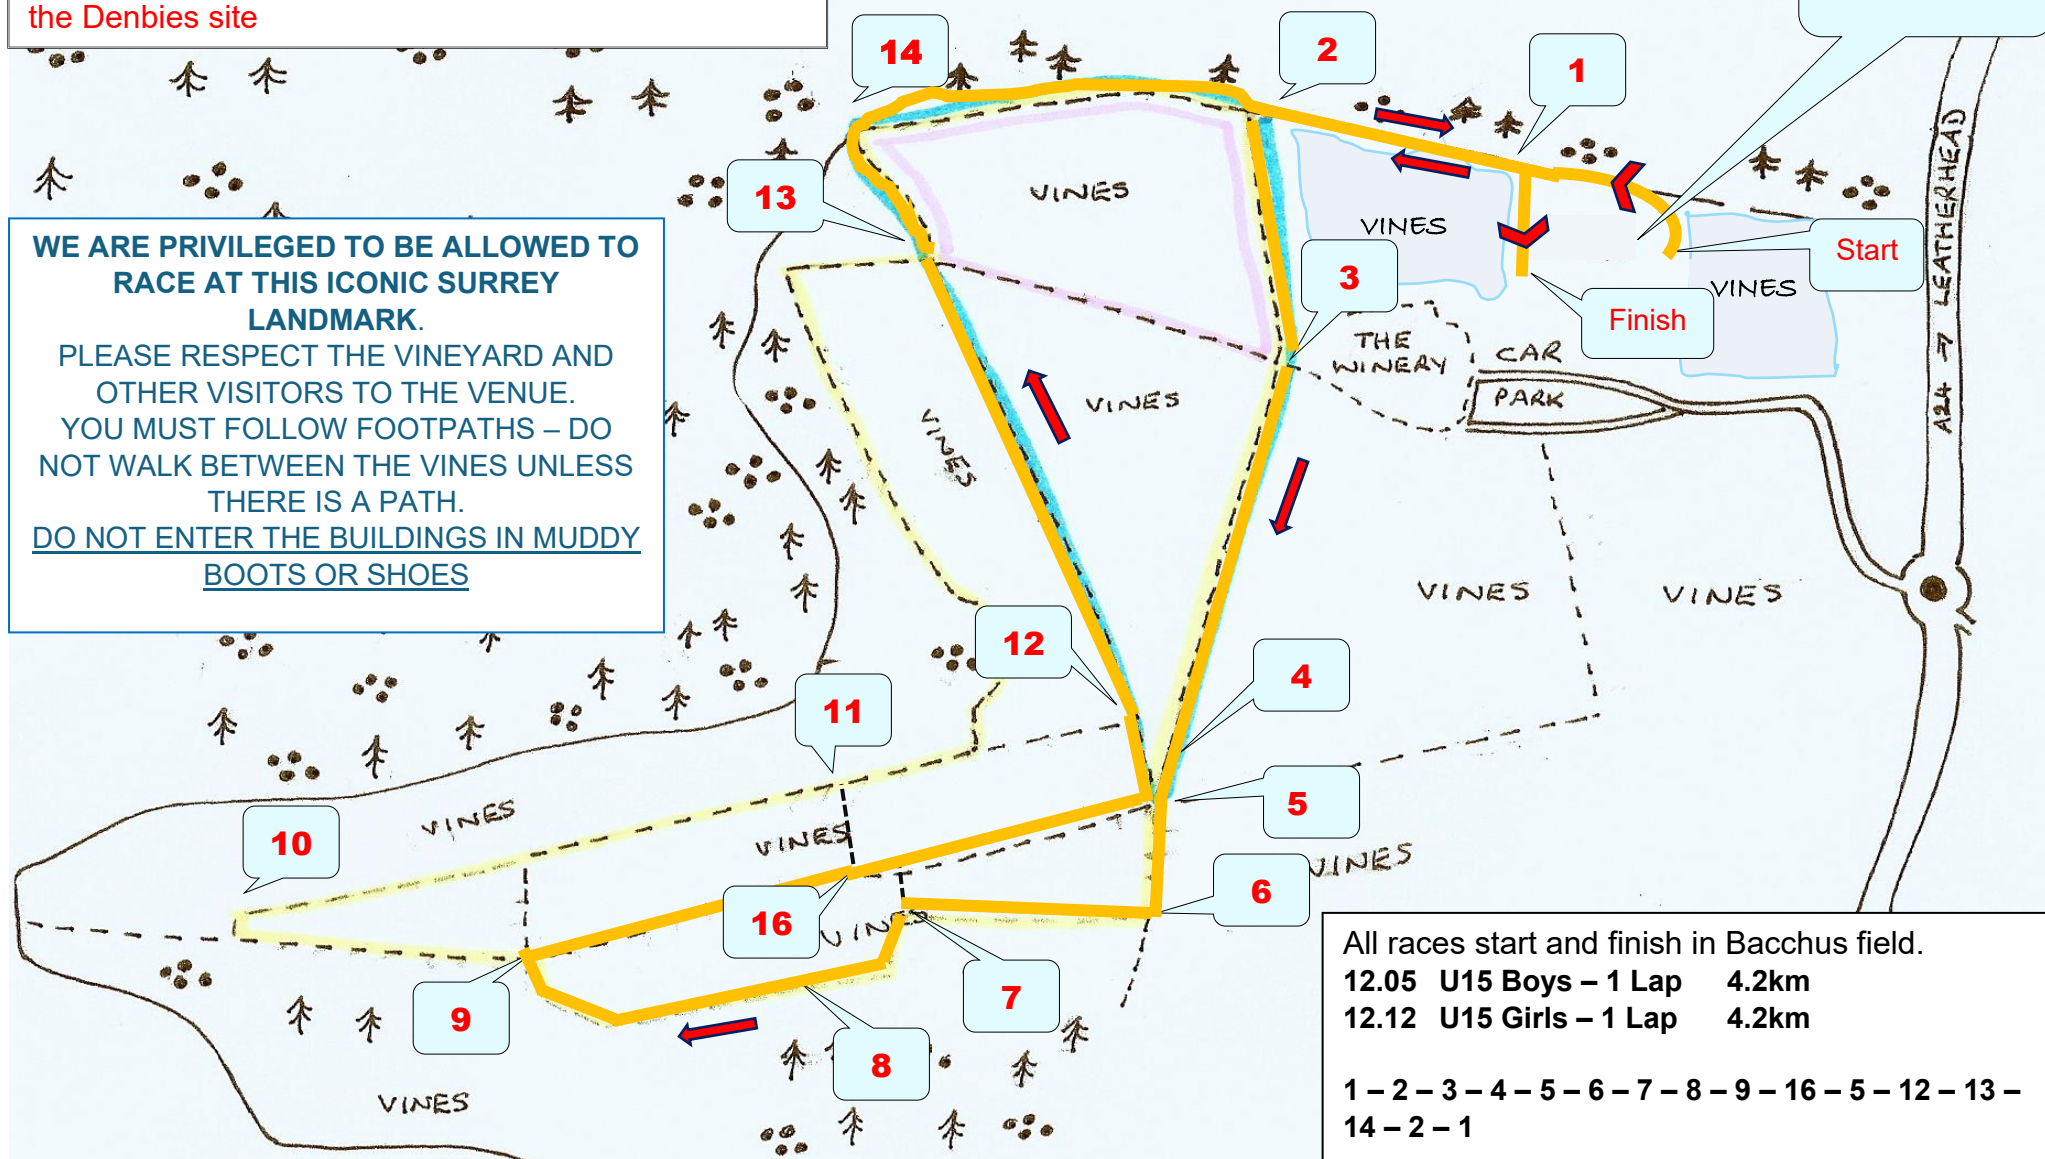 the Denbies site
14
2
1
13
VINES
VINES
3
Start
VINES
Finish
WE ARE PRIVILEGED TO BE ALLOWED TO
RACE AT THIS ICONIC SURREY
LANDMARK.
PLEASE RESPECT THE VINEYARD AND
OTHER VISITORS TO THE VENUE.
YOU MUST FOLLOW FOOTPATHS – DO
NOT WALK BETWEEN THE VINES UNLESS
THERE IS A PATH.
DO NOT ENTER THE BUILDINGS IN MUDDY
BOOTS OR SHOES
THE
WINERY
CAR
PARK
A24 → LEATHERHEAD
VINES
VINES
VINES
VINES
12
4
11
5
VINES
VINES
10
VINES
6
16
7
9
8
VINES
All races start and finish in Bacchus field.
12.05 U15 Boys – 1 Lap 4.2km
12.12 U15 Girls – 1 Lap 4.2km
1 – 2 – 3 – 4 – 5 – 6 – 7 – 8 – 9 – 16 – 5 – 12 – 13 –
14 – 2 – 1